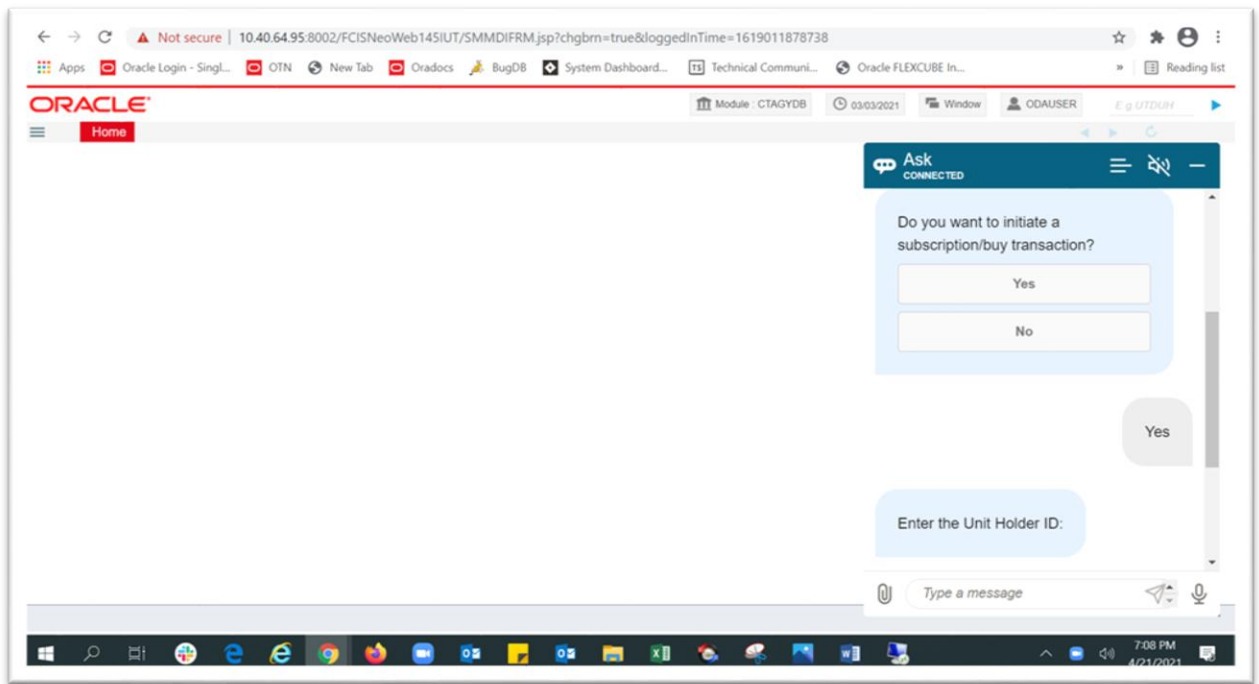 Not secure | 10.40.64.95:8002/FCISNeoWeb145IUT/SMMDIFRM.jsp?chgbrn=true&loggedInTime=1619011878738
Apps Oracle Login - Singl... OTN New Tab Oradocs BugDB System Dashboard... TS Technical Communi... Oracle FLEXCUBE In... » Reading list
ORACLE Module : CTAGYDB 03/03/2021 Window ODAUSER E g UTDUH
Home
Ask
CONNECTED
Do you want to initiate a
subscription/buy transaction?
Yes
No
Yes
Enter the Unit Holder ID:
Type a message
7:08 PM
4/21/2021